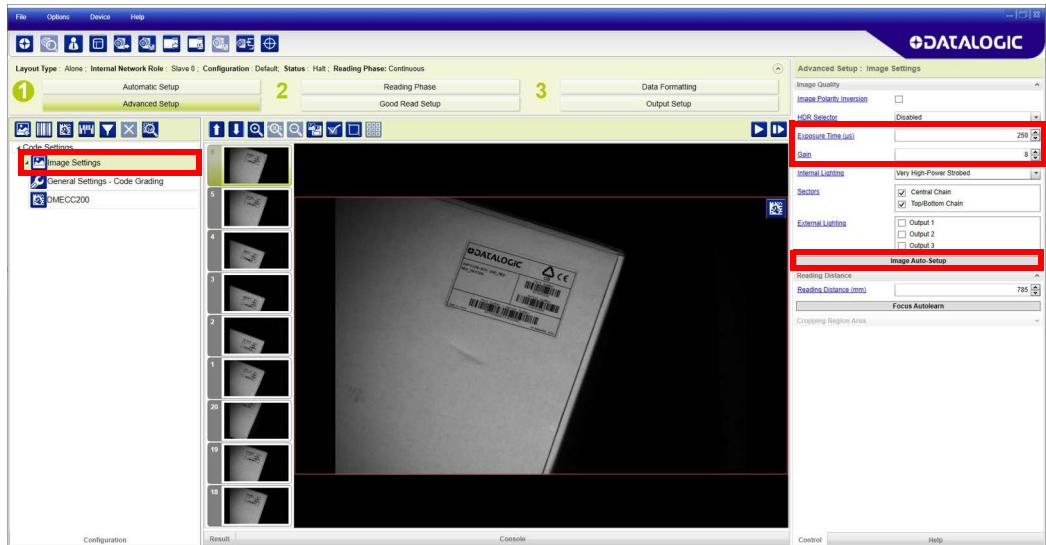 File Options Device Help
DATALOGIC
Layout Type : Alone ; Internal Network Role : Slave 0 ; Configuration : Default; Status : Halt ; Reading Phase: Continuous
1 Automatic Setup 2 Reading Phase 3 Data Formatting
Advanced Setup Good Read Setup Output Setup
Code Settings
Image Settings
General Settings - Code Grading
DMECC200
Configuration
6
5
4
3
2
1
20
19
18
DATALOGIC
CE
Result Console
Advanced Setup : Image Settings
Image Quality
Image Polarity Inversion
HDR Selector Disabled
Exposure Time (µs) 250
Gain 8
Internal Lighting Very High-Power Strobed
Sectors Central Chain
Top/Bottom Chain
External Lighting Output 1
Output 2
Output 3
Image Auto-Setup
Reading Distance
Reading Distance (mm) 785
Focus Autolearn
Cropping Region Area
Control Help